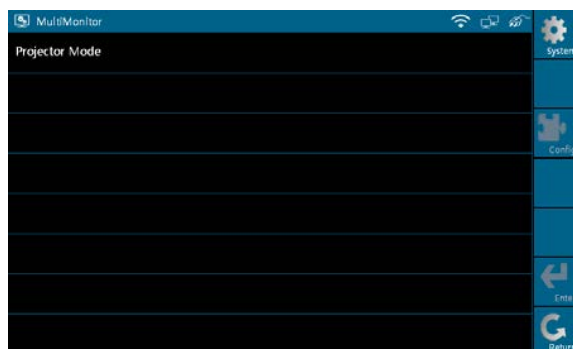 MultiMonitor
System
Projector Mode
Config
Ente
Return